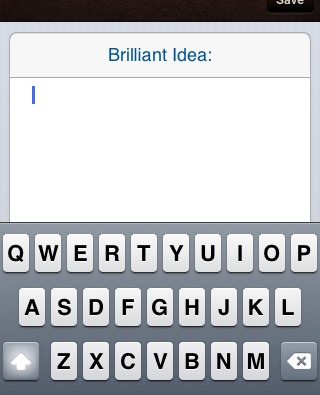 Save
Brilliant Idea:
Q W E R T Y U I O P
A S D F G H J K L
Z X C V B N M